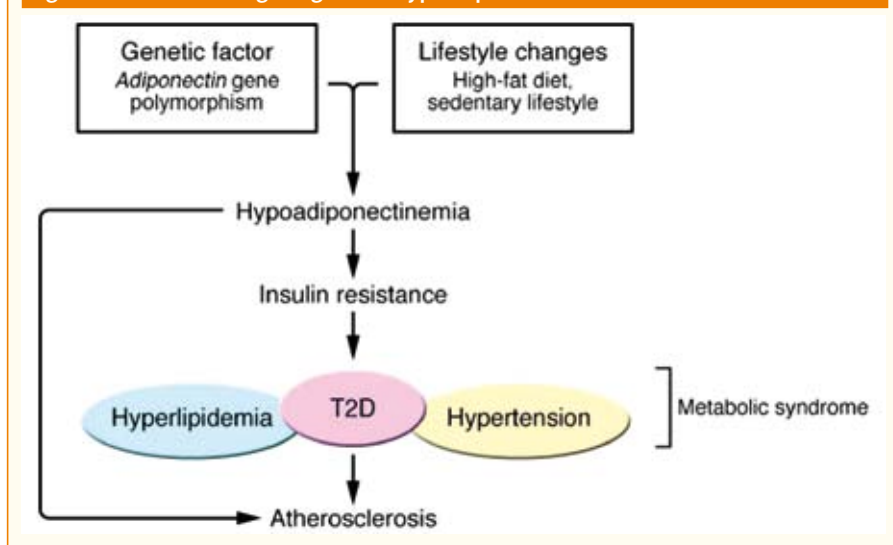 Genetic factor
Adiponectin gene
polymorphism
Lifestyle changes
High-fat diet,
sedentary lifestyle
Hypoadiponectinemia
Insulin resistance
Hyperlipidemia
T2D
Hypertension
Metabolic syndrome
Atherosclerosis